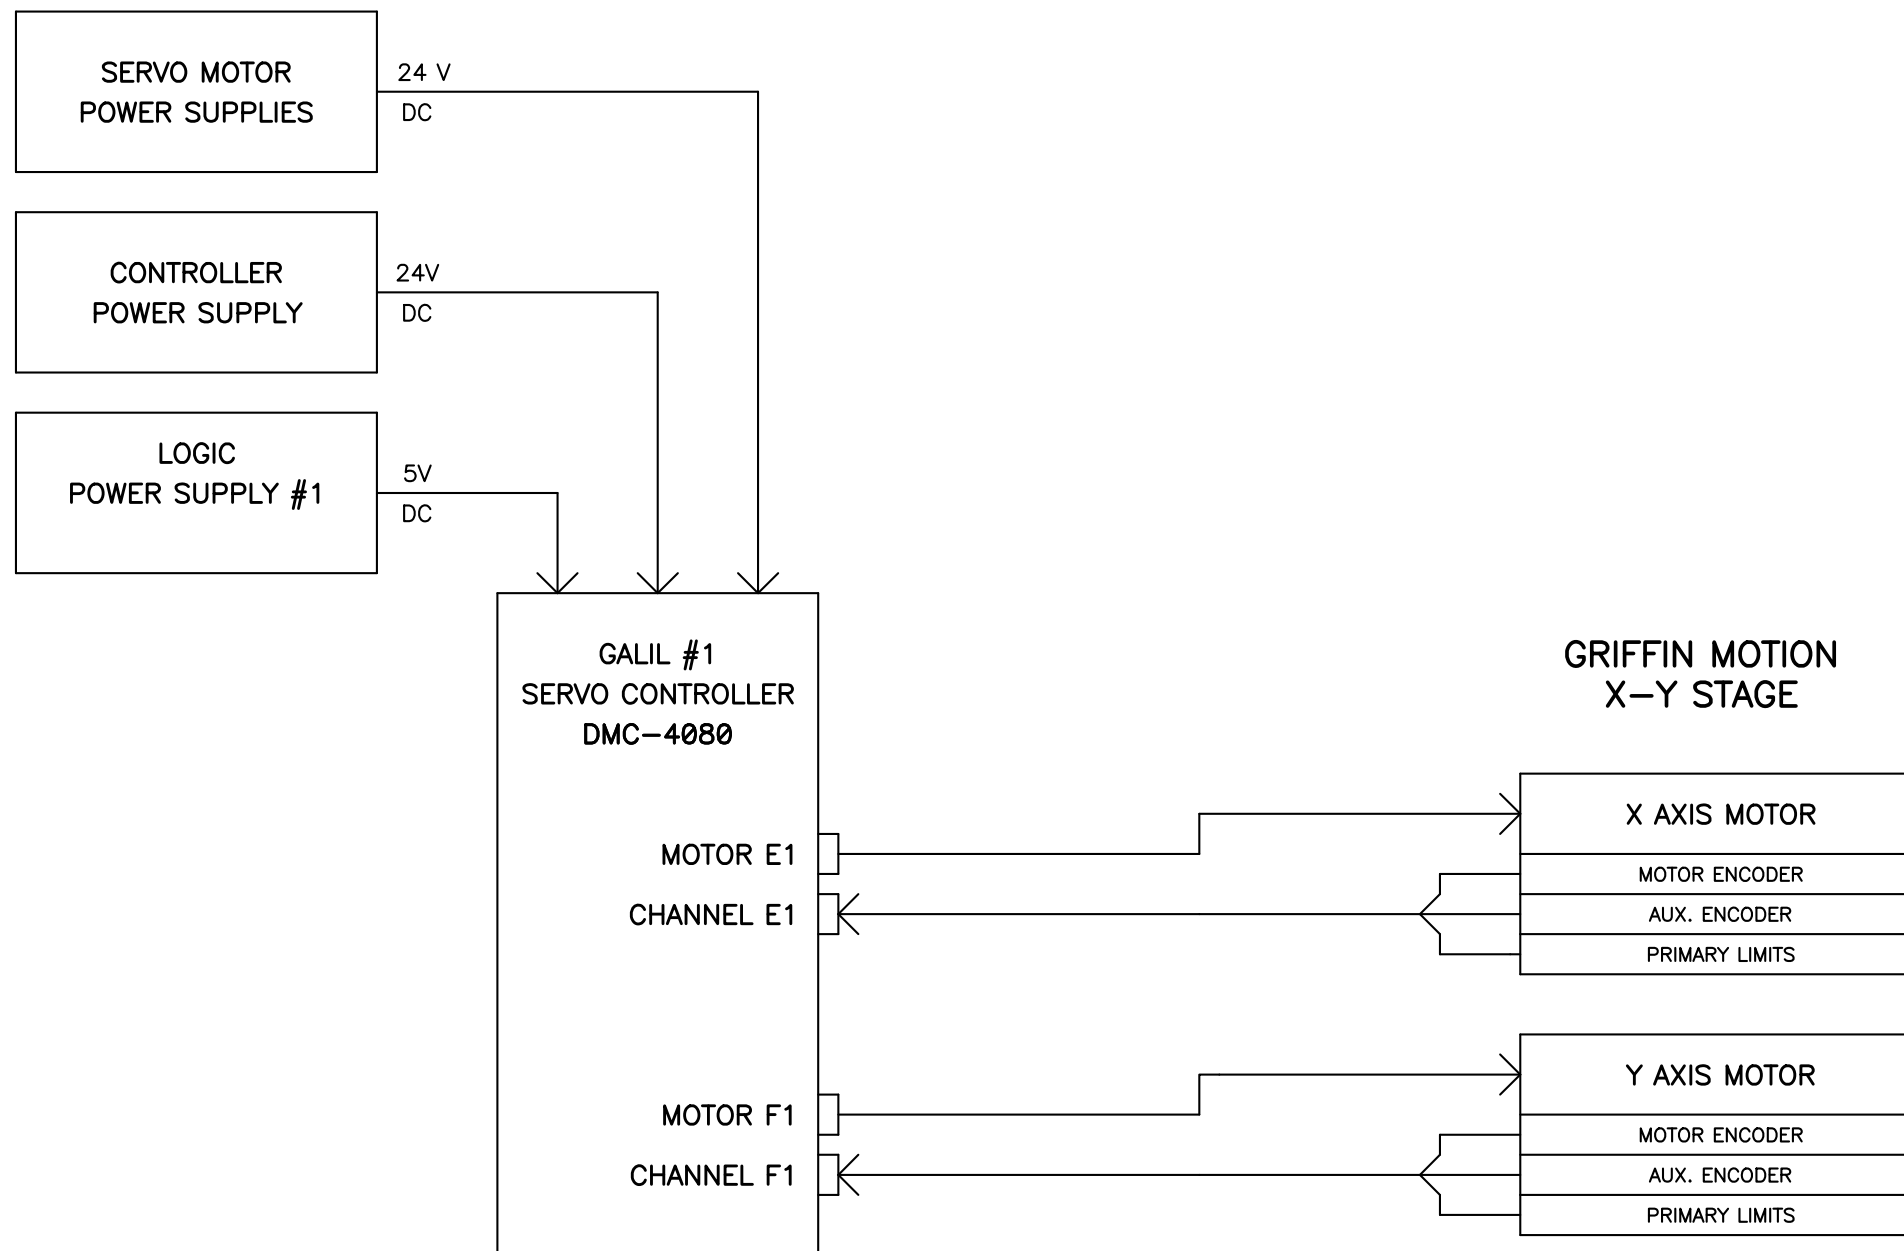 SERVO MOTOR
POWER SUPPLIES
24 V
DC
CONTROLLER
POWER SUPPLY
24V
DC
LOGIC
POWER SUPPLY #1
5V
DC
GALIL #1
SERVO CONTROLLER
DMC-4080
MOTOR E1
CHANNEL E1
MOTOR F1
CHANNEL F1
GRIFFIN MOTION
X-Y STAGE
X AXIS MOTOR
MOTOR ENCODER
AUX. ENCODER
PRIMARY LIMITS
Y AXIS MOTOR
MOTOR ENCODER
AUX. ENCODER
PRIMARY LIMITS